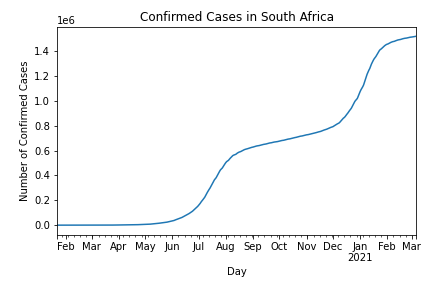 Confirmed Cases in South Africa
1e6
1.4
1.2
1.0
0.8
0.6
0.4
0.2
0.0
Number of Confirmed Cases
Feb Mar Apr May Jun Jul Aug Sep Oct Nov Dec Jan Feb Mar
2021
Day